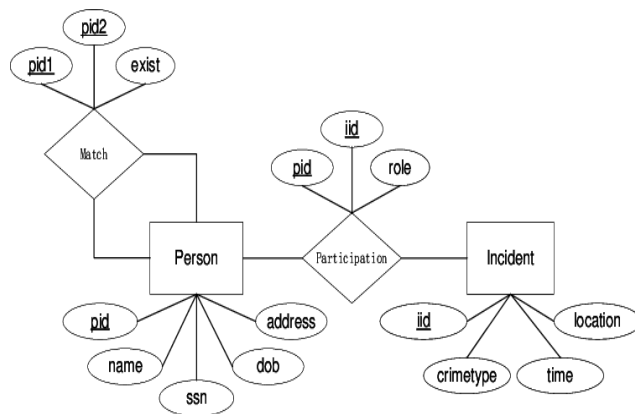 pid2
pid1
exist
Match
iid
pid
role
Person
Participation
Incident
pid
name
ssn
dob
address
iid
crimetype
time
location